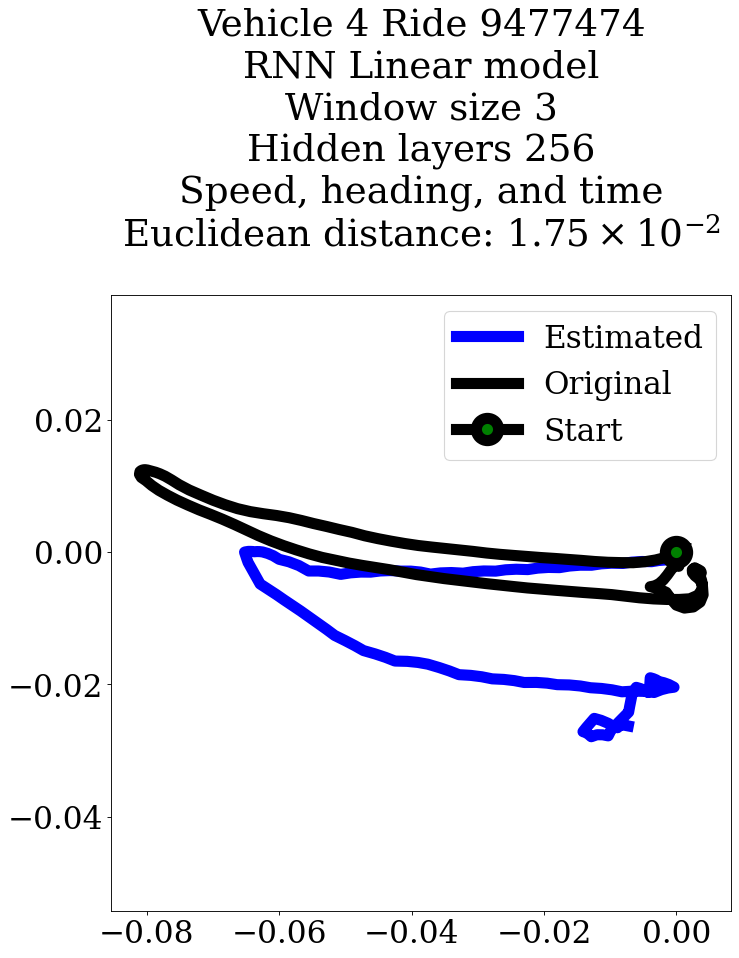 Vehicle 4 Ride 9477474
RNN Linear model
Window size 3
Hidden layers 256
Speed, heading, and time
Euclidean distance: 1.75 × 10⁻²
Estimated
Original
Start
0.02
0.00
−0.02
−0.04
−0.08 −0.06 −0.04 −0.02 0.00